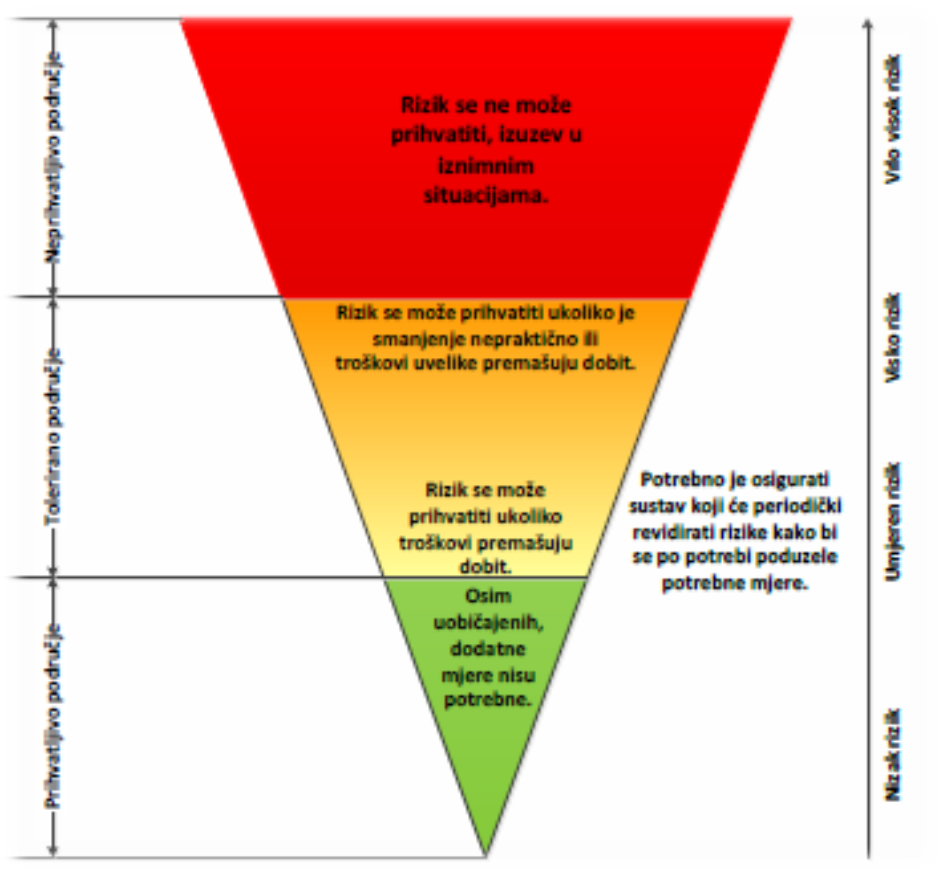 Neprihvatljivo područje
Tolerirano područje
Prihvatljivo područje
Rizik se ne može
prihvatiti, izuzev u
iznimnim
situacijama.
Rizik se može prihvatiti ukoliko je
smanjenje nepraktično ili
troškovi uvelike premašuju dobit.
Rizik se može
prihvatiti ukoliko
troškovi premašuju
dobit.
Osim
uobičajenih,
dodatne
mjere nisu
potrebne.
Potrebno je osigurati
sustav koji će periodički
revidirati rizike kako bi
se po potrebi poduzele
potrebne mjere.
Vrlo visok rizik
Visko rizik
Umjeren rizik
Nizak rizik